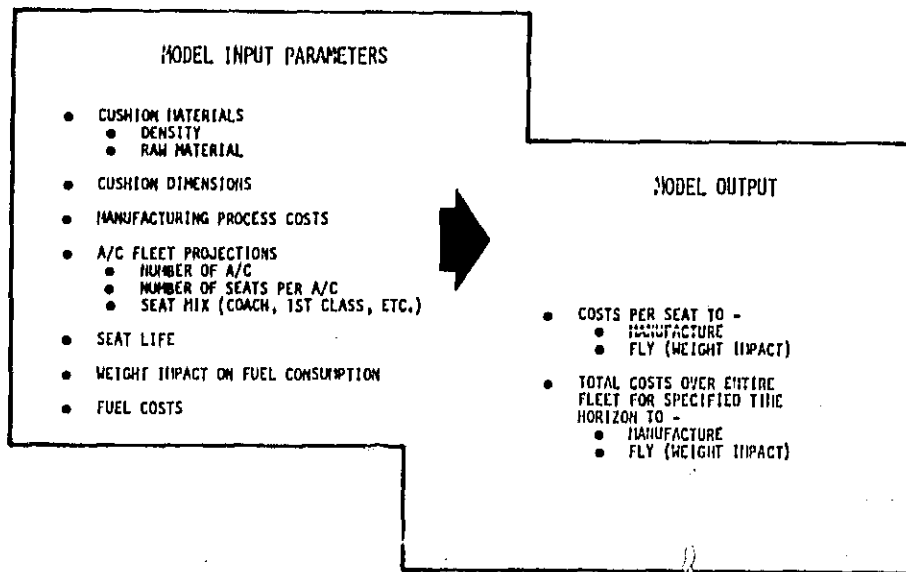 MODEL INPUT PARAMETERS
• CUSHION MATERIALS
• DENSITY
• RAW MATERIAL
• CUSHION DIMENSIONS
• MANUFACTURING PROCESS COSTS
• A/C FLEET PROJECTIONS
• NUMBER OF A/C
• NUMBER OF SEATS PER A/C
• SEAT MIX (COACH, 1ST CLASS, ETC.)
• SEAT LIFE
• WEIGHT IMPACT ON FUEL CONSUMPTION
• FUEL COSTS
MODEL OUTPUT
• COSTS PER SEAT TO -
• MANUFACTURE
• FLY (WEIGHT IMPACT)
• TOTAL COSTS OVER ENTIRE
FLEET FOR SPECIFIED TIME
HORIZON TO -
• MANUFACTURE
• FLY (WEIGHT IMPACT)